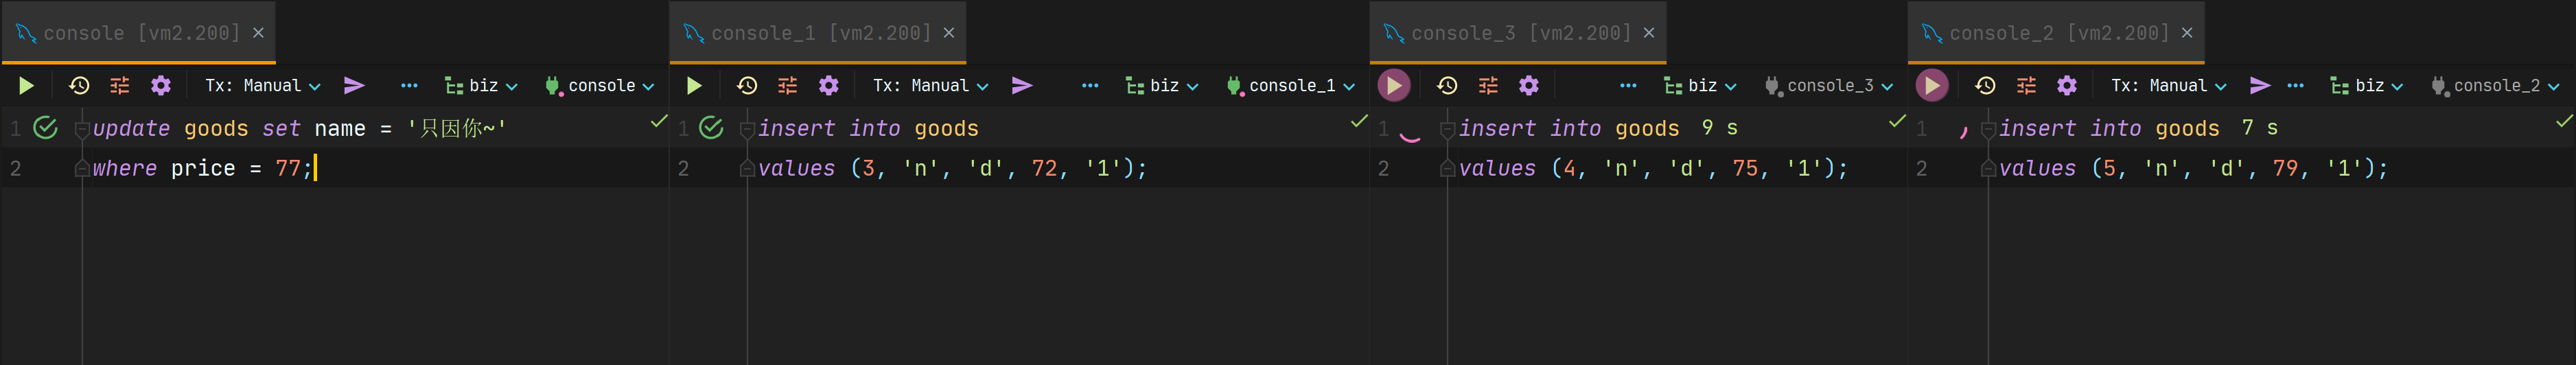 console [vm2.200]
Tx: Manual
biz
console
1
update goods set name = '只因你~'
2
where price = 77;
console_1 [vm2.200]
Tx: Manual
biz
console_1
1
insert into goods
2
values (3, 'n', 'd', 72, '1');
console_3 [vm2.200]
biz
console_3
1
insert into goods 9 s
2
values (4, 'n', 'd', 75, '1');
console_2 [vm2.200]
Tx: Manual
biz
console_2
1
insert into goods 7 s
2
values (5, 'n', 'd', 79, '1');